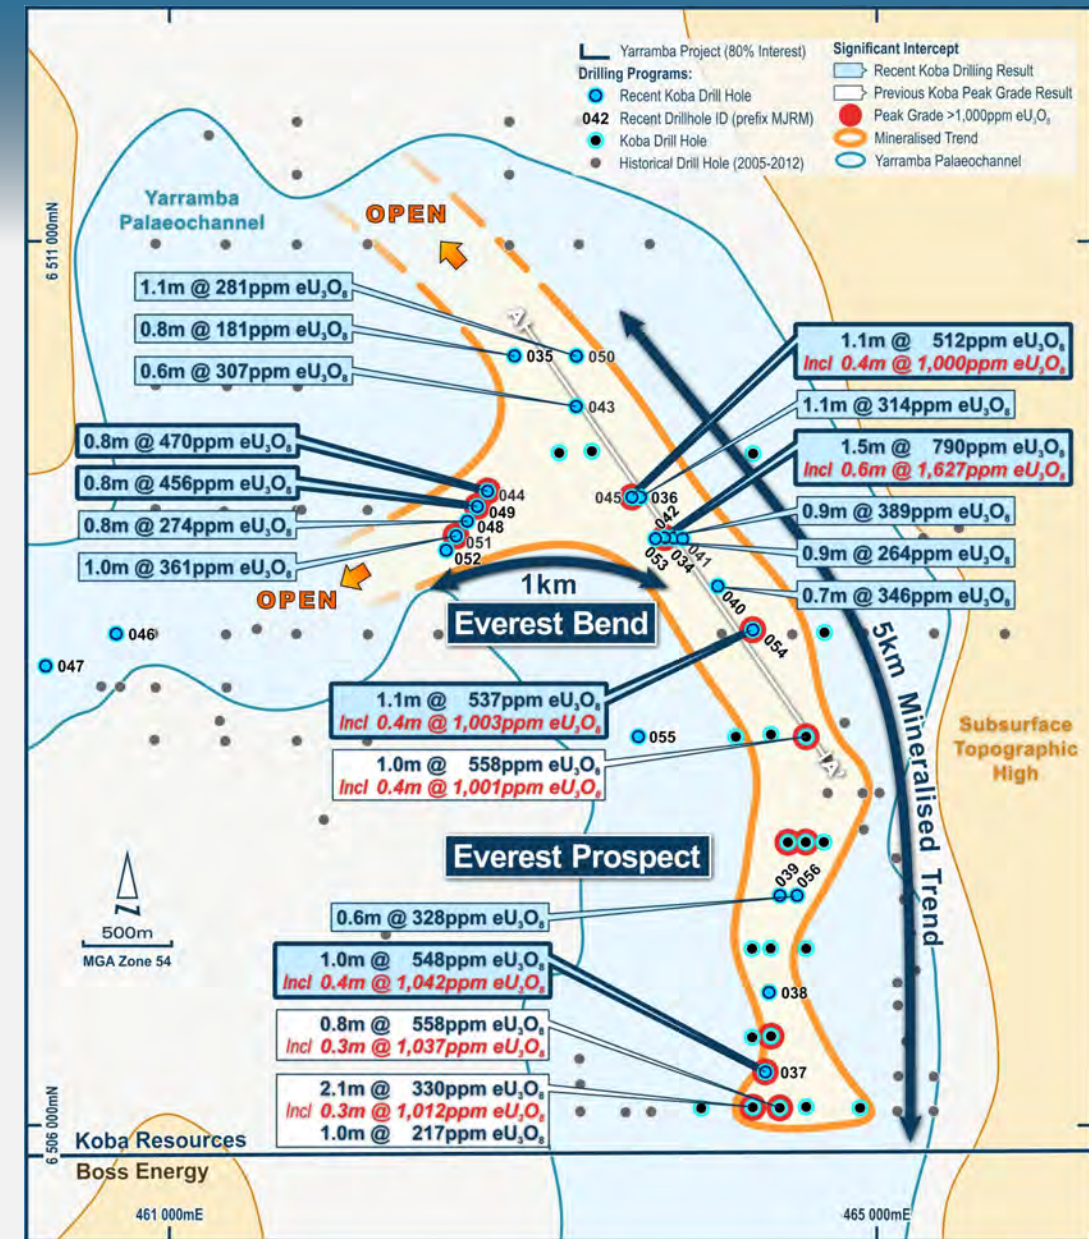 Yarramba Project (80% Interest)
Drilling Programs:
Recent Koba Drill Hole
042 Recent Drillhole ID (prefix MJRM)
Koba Drill Hole
Historical Drill Hole (2005-2012)
Significant Intercept
Recent Koba Drilling Result
Previous Koba Peak Grade Result
Peak Grade >1,000ppm eU₃O₈
Mineralised Trend
Yarramba Palaeochannel
Yarramba
Palaeochannel
OPEN
6 511 000mN
1.1m @ 281ppm eU₃O₈
0.8m @ 181ppm eU₃O₈
0.6m @ 307ppm eU₃O₈
A
035
050
043
1.1m @ 512ppm eU₃O₈
Incl 0.4m @ 1,000ppm eU₃O₈
1.1m @ 314ppm eU₃O₈
1.5m @ 790ppm eU₃O₈
Incl 0.6m @ 1,627ppm eU₃O₈
0.9m @ 389ppm eU₃O₈
0.9m @ 264ppm eU₃O₈
0.7m @ 346ppm eU₃O₈
0.8m @ 470ppm eU₃O₈
0.8m @ 456ppm eU₃O₈
0.8m @ 274ppm eU₃O₈
1.0m @ 361ppm eU₃O₈
044
049
048
051
052
045
036
042
053
034
041
040
054
OPEN
1km
Everest Bend
046
047
5km Mineralised Trend
1.1m @ 537ppm eU₃O₈
Incl 0.4m @ 1,003ppm eU₃O₈
1.0m @ 558ppm eU₃O₈
Incl 0.4m @ 1,001ppm eU₃O₈
055
A'
Subsurface
Topographic
High
Everest Prospect
039
056
0.6m @ 328ppm eU₃O₈
1.0m @ 548ppm eU₃O₈
Incl 0.4m @ 1,042ppm eU₃O₈
038
0.8m @ 558ppm eU₃O₈
Incl 0.3m @ 1,037ppm eU₃O₈
037
2.1m @ 330ppm eU₃O₈
Incl 0.3m @ 1,012ppm eU₃O₈
1.0m @ 217ppm eU₃O₈
N
500m
MGA Zone 54
6 506 000mN
Koba Resources
Boss Energy
461 000mE
465 000mE